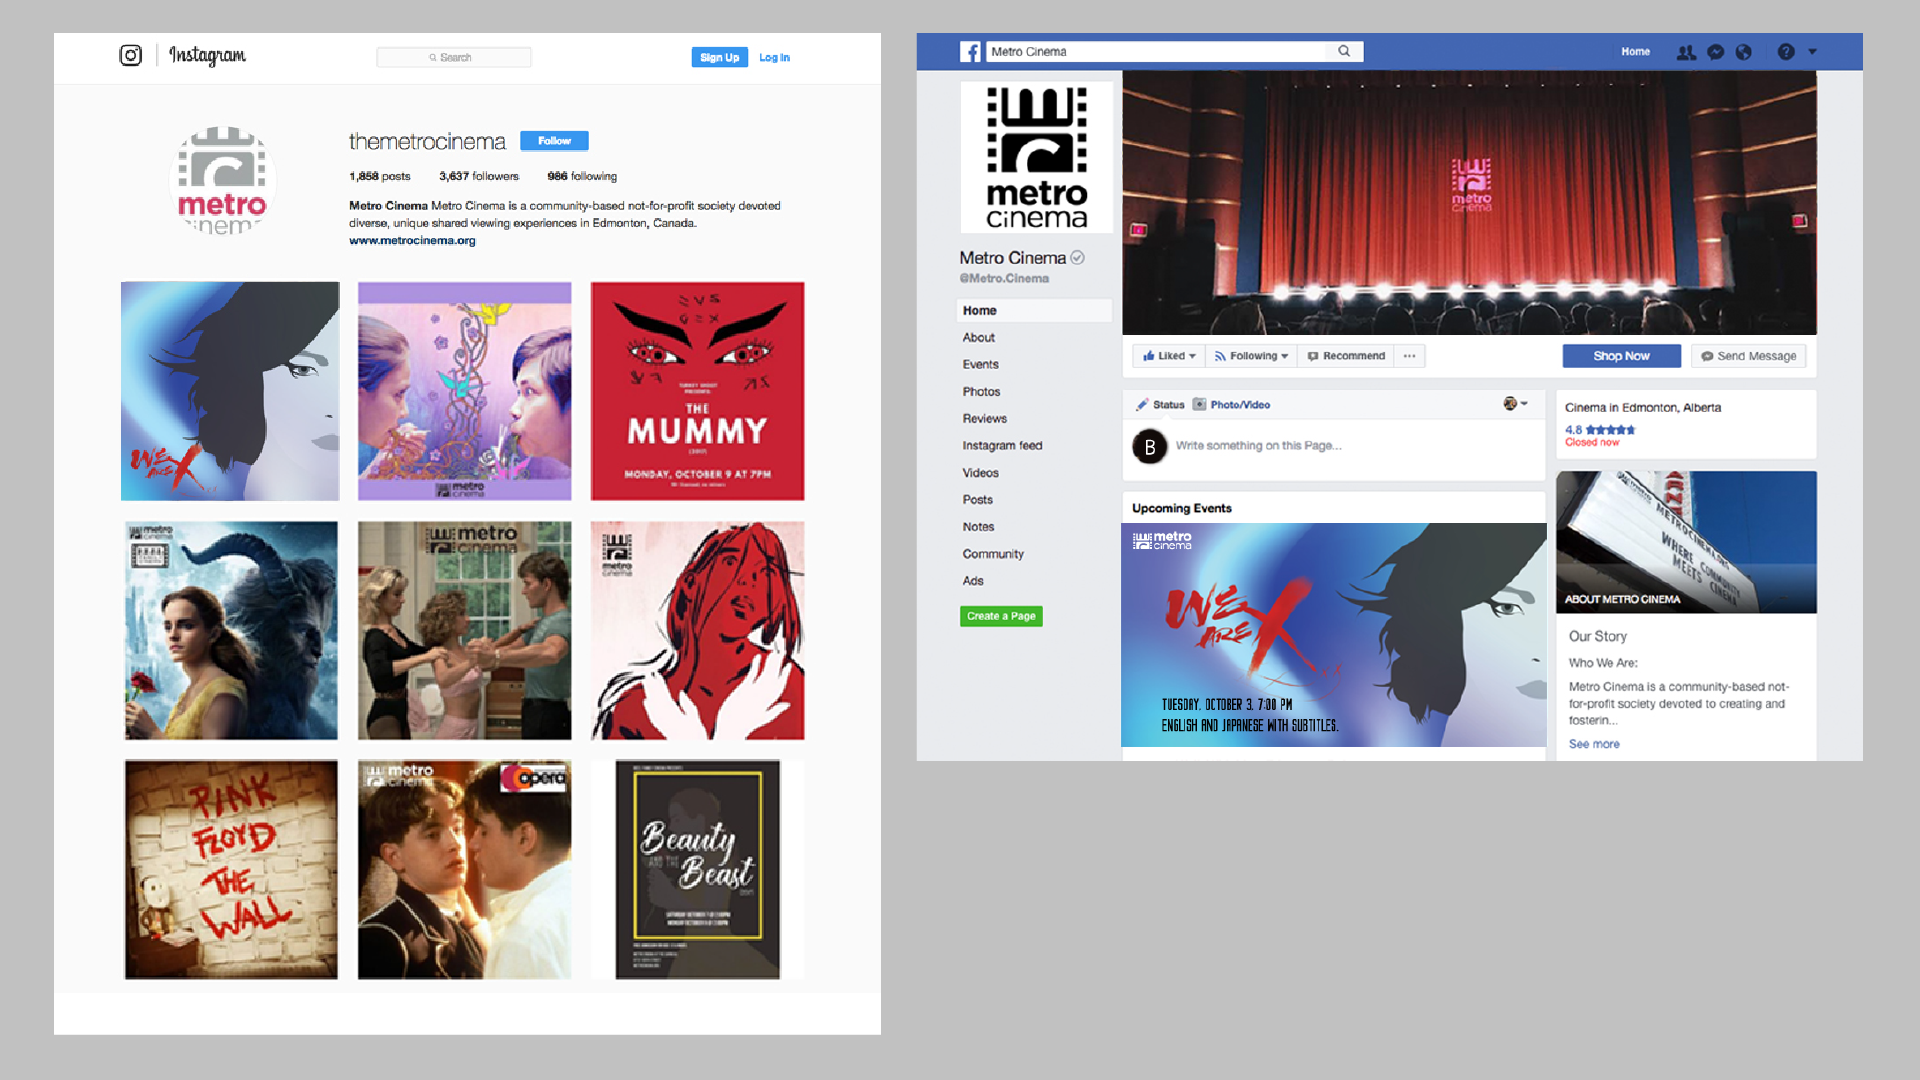 Instagram
Search
Sign Up
Log In
themetrocinema
Follow
1,858 posts 3,637 followers 986 following
Metro Cinema Metro Cinema is a community-based not-for-profit society devoted
diverse, unique shared viewing experiences in Edmonton, Canada.
www.metrocinema.org
metro
cinema
WE
ARE X
metro
cinema
TURKEY SHOOT
PRESENTS:
THE
MUMMY
(2017)
MONDAY, OCTOBER 9 AT 7PM
metro
cinema
metro
cinema
metro
cinema
PINK
FLOYD
THE
WALL
metro
cinema
opera
Beauty
AND THE
Beast
Metro Cinema
Home
metro
cinema
metro
cinema
Metro Cinema
@Metro.Cinema
Home
About
Events
Photos
Reviews
Instagram feed
Videos
Posts
Notes
Community
Ads
Create a Page
Liked
Following
Recommend
Shop Now
Send Message
Status
Photo/Video
B
Write something on this Page...
Upcoming Events
metro
cinema
WE
ARE X
TUESDAY. OCTOBER 3. 7:00 PM
ENGLISH AND JAPANESE WITH SUBTITLES.
Cinema in Edmonton, Alberta
4.8
Closed now
METROCINEMA.ORG
WHERE COMMUNITY
MEETS CINEMA
ABOUT METRO CINEMA
Our Story
Who We Are:
Metro Cinema is a community-based not-
for-profit society devoted to creating and
fosterin...
See more